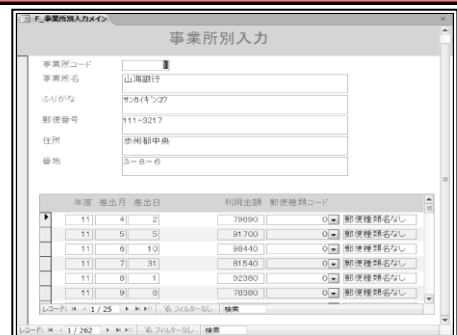 F_事業所別入力メイン
事業所別入力
事業所コード 1
事業所名 山海銀行
ふりがな サンカイギンコウ
郵便番号 111-3217
住所 歩州都中央
番地 3-8-6
年度 差出月 差出日 利用金額 郵便種類コード
11 4 2 79890 0 郵便種類名なし
11 5 5 91700 0 郵便種類名なし
11 6 10 98440 0 郵便種類名なし
11 7 31 81540 0 郵便種類名なし
11 8 1 92380 0 郵便種類名なし
11 9 8 78380 0 郵便種類名なし
レコード: 1 / 25 フィルターなし 検索
レコード: 1 / 262 フィルターなし 検索